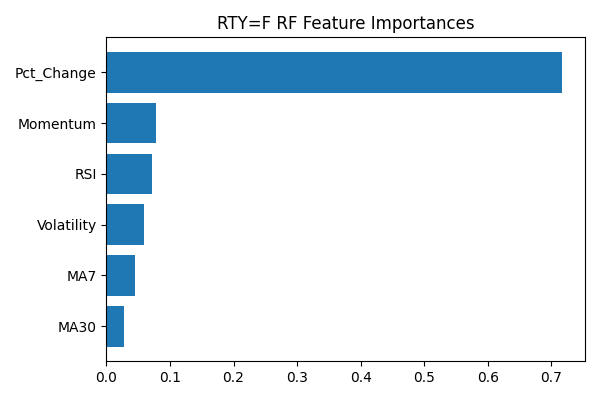 RTY=F RF Feature Importances
Pct_Change
Momentum
RSI
Volatility
MA7
MA30
0.0 0.1 0.2 0.3 0.4 0.5 0.6 0.7